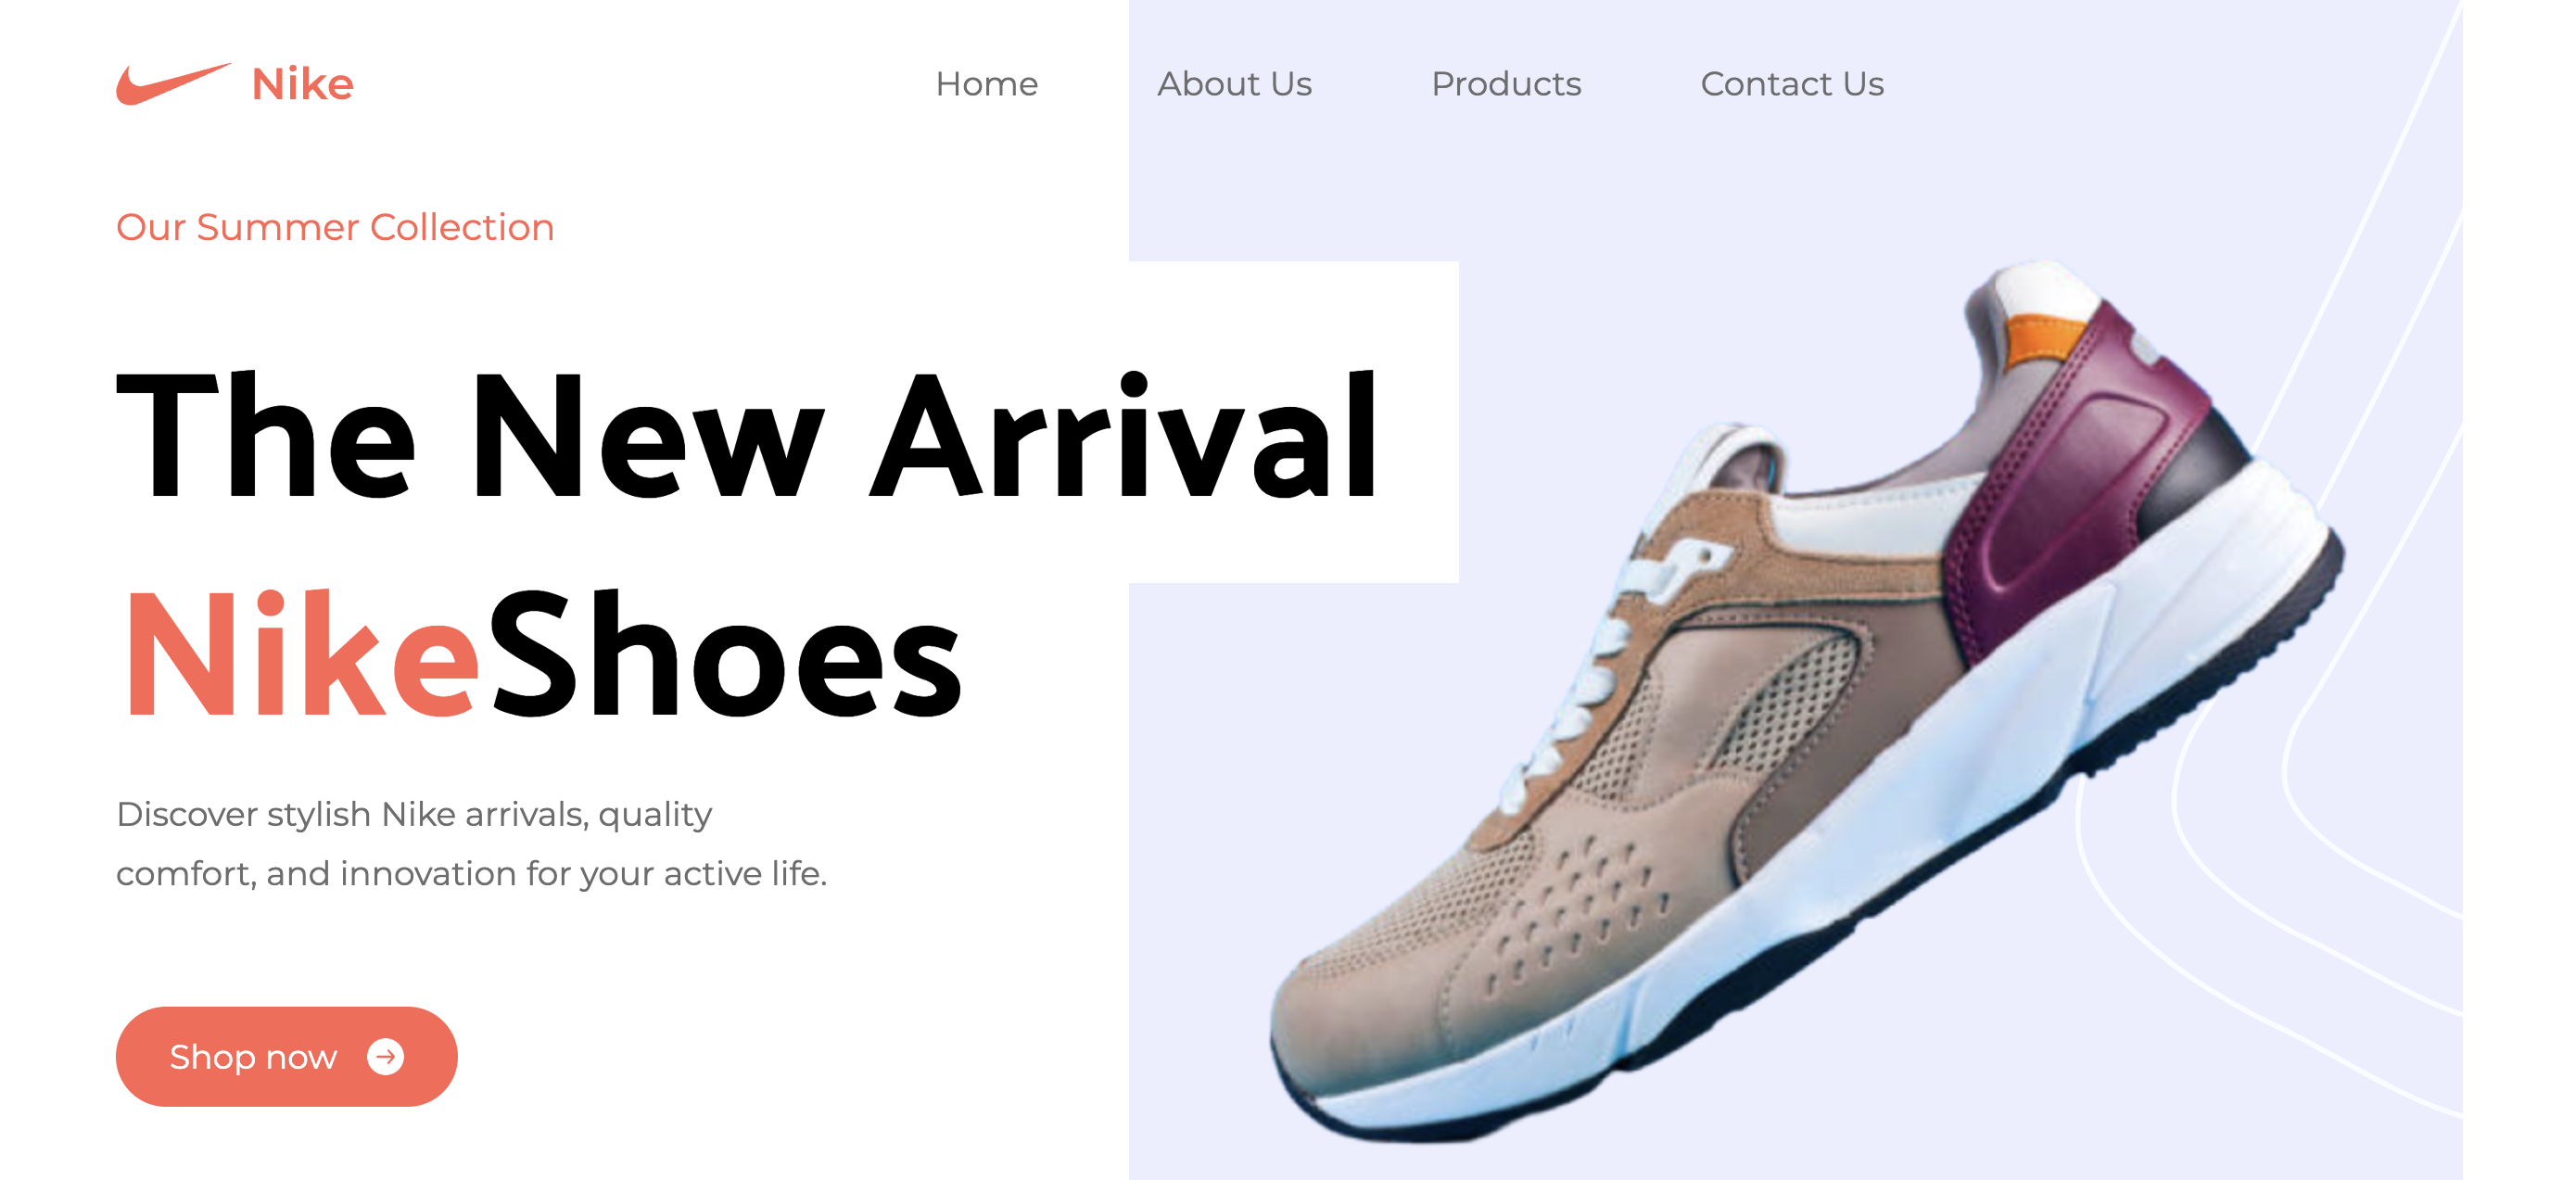 Nike
Home
About Us
Products
Contact Us
Our Summer Collection
The New Arrival
NikeShoes
Discover stylish Nike arrivals, quality
comfort, and innovation for your active life.
Shop now